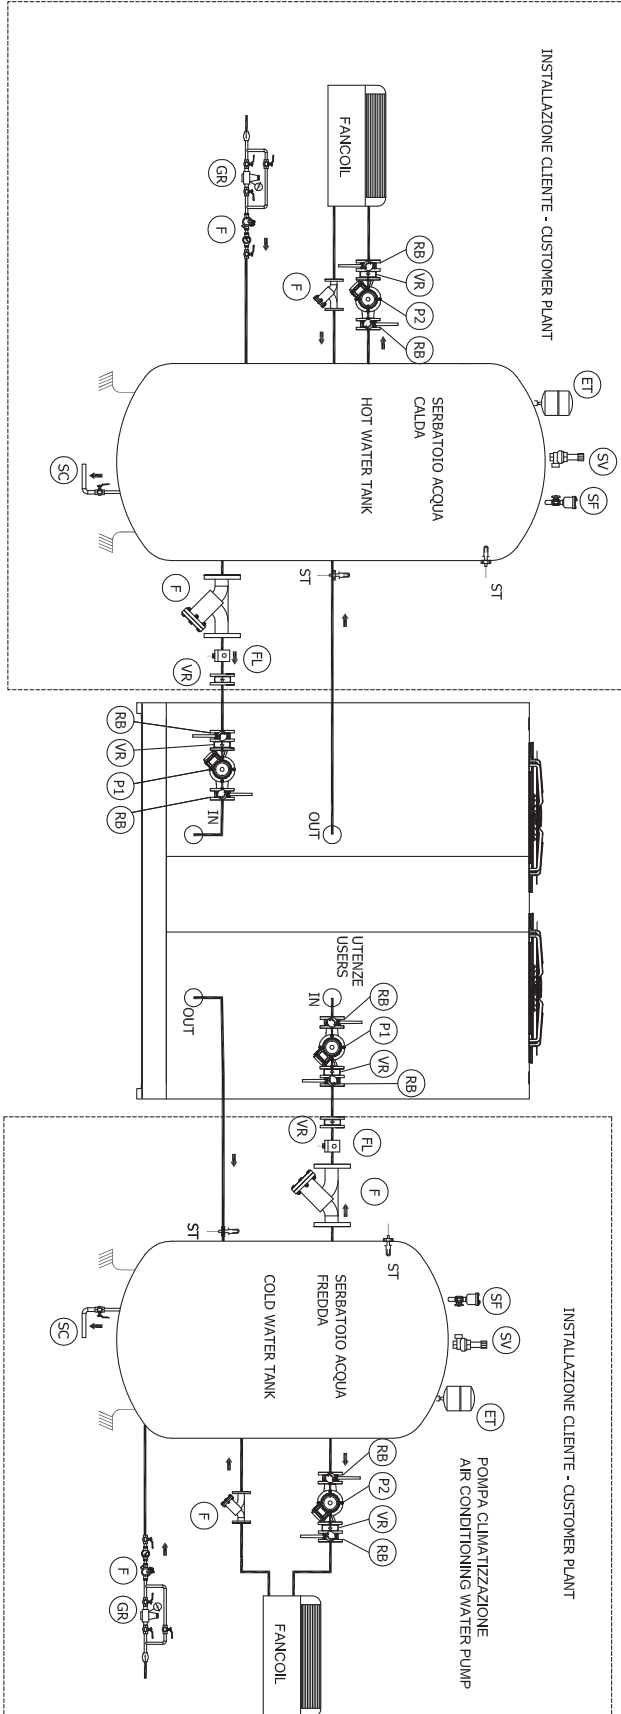 INSTALLAZIONE CLIENTE - CUSTOMER PLANT
FANCOIL
GR
F
F
RB
VR
P2
RB
ET
SV
SF
SERBATOIO ACQUA
CALDA
HOT WATER TANK
SC
ST
ST
F
FL
VR
RB
VR
P1
RB
IN
OUT
UTENZE
USERS
IN
OUT
RB
P1
VR
RB
VR
FL
F
ST
ST
SERBATOIO ACQUA
FREDDA
COLD WATER TANK
SC
SF
SV
ET
INSTALLAZIONE CLIENTE - CUSTOMER PLANT
POMPA CLIMATIZZAZIONE
AIR CONDITIONING WATER PUMP
RB
P2
VR
RB
F
F
GR
FANCOIL